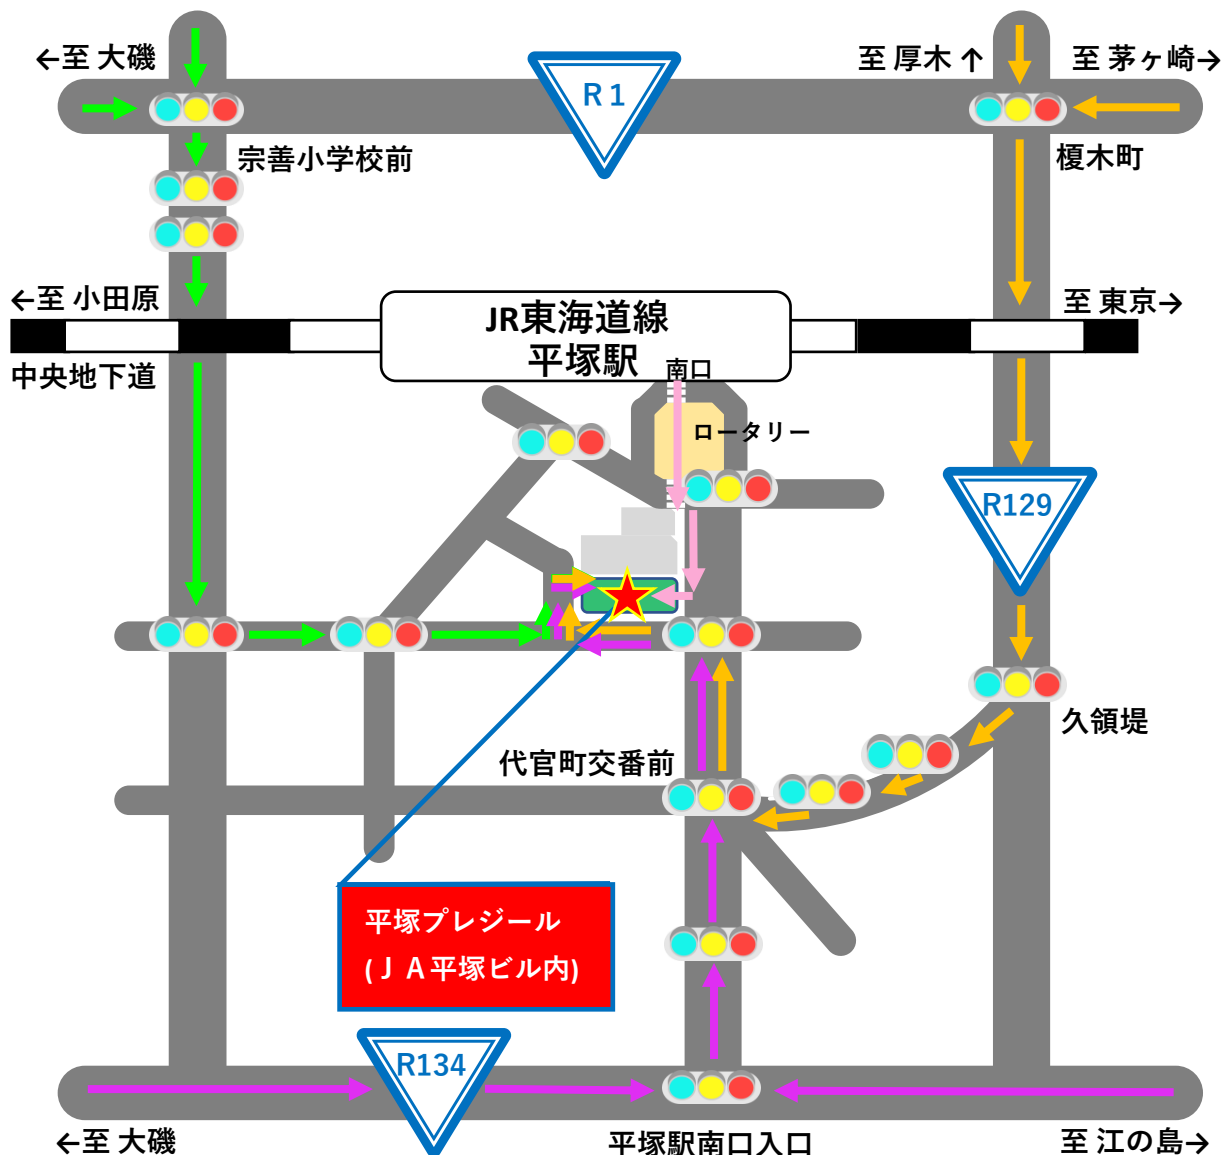 ←至 大磯
R1
至 厚木 ↑
至 茅ヶ崎→
宗善小学校前
榎木町
←至 小田原
JR東海道線
平塚駅
至 東京→
中央地下道
南口
ロータリー
R129
久領堤
代官町交番前
平塚プレジール
(ＪＡ平塚ビル内)
R134
←至 大磯
平塚駅南口入口
至 江の島→